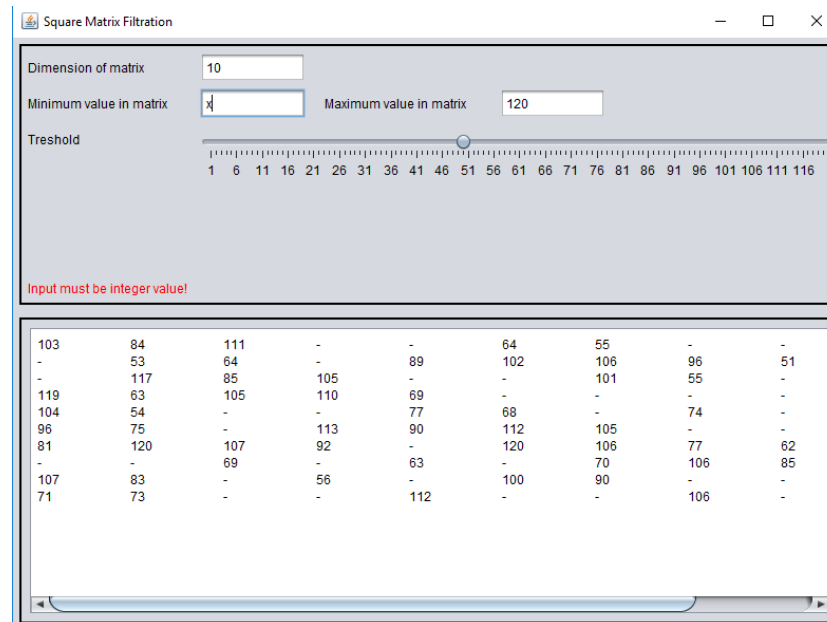 Square Matrix Filtration
Dimension of matrix 10
Minimum value in matrix x Maximum value in matrix 120
Treshold
1 6 11 16 21 26 31 36 41 46 51 56 61 66 71 76 81 86 91 96 101 106 111 116
Input must be integer value!
103 84 111 - - 64 55 - -
- 53 64 - 89 102 106 96 51
- 117 85 105 - - 101 55 -
119 63 105 110 69 - - - -
104 54 - - 77 68 - 74 -
96 75 - 113 90 112 105 - -
81 120 107 92 - 120 106 77 62
- - 69 - 63 - 70 106 85
107 83 - 56 - 100 90 - -
71 73 - - 112 - - 106 -